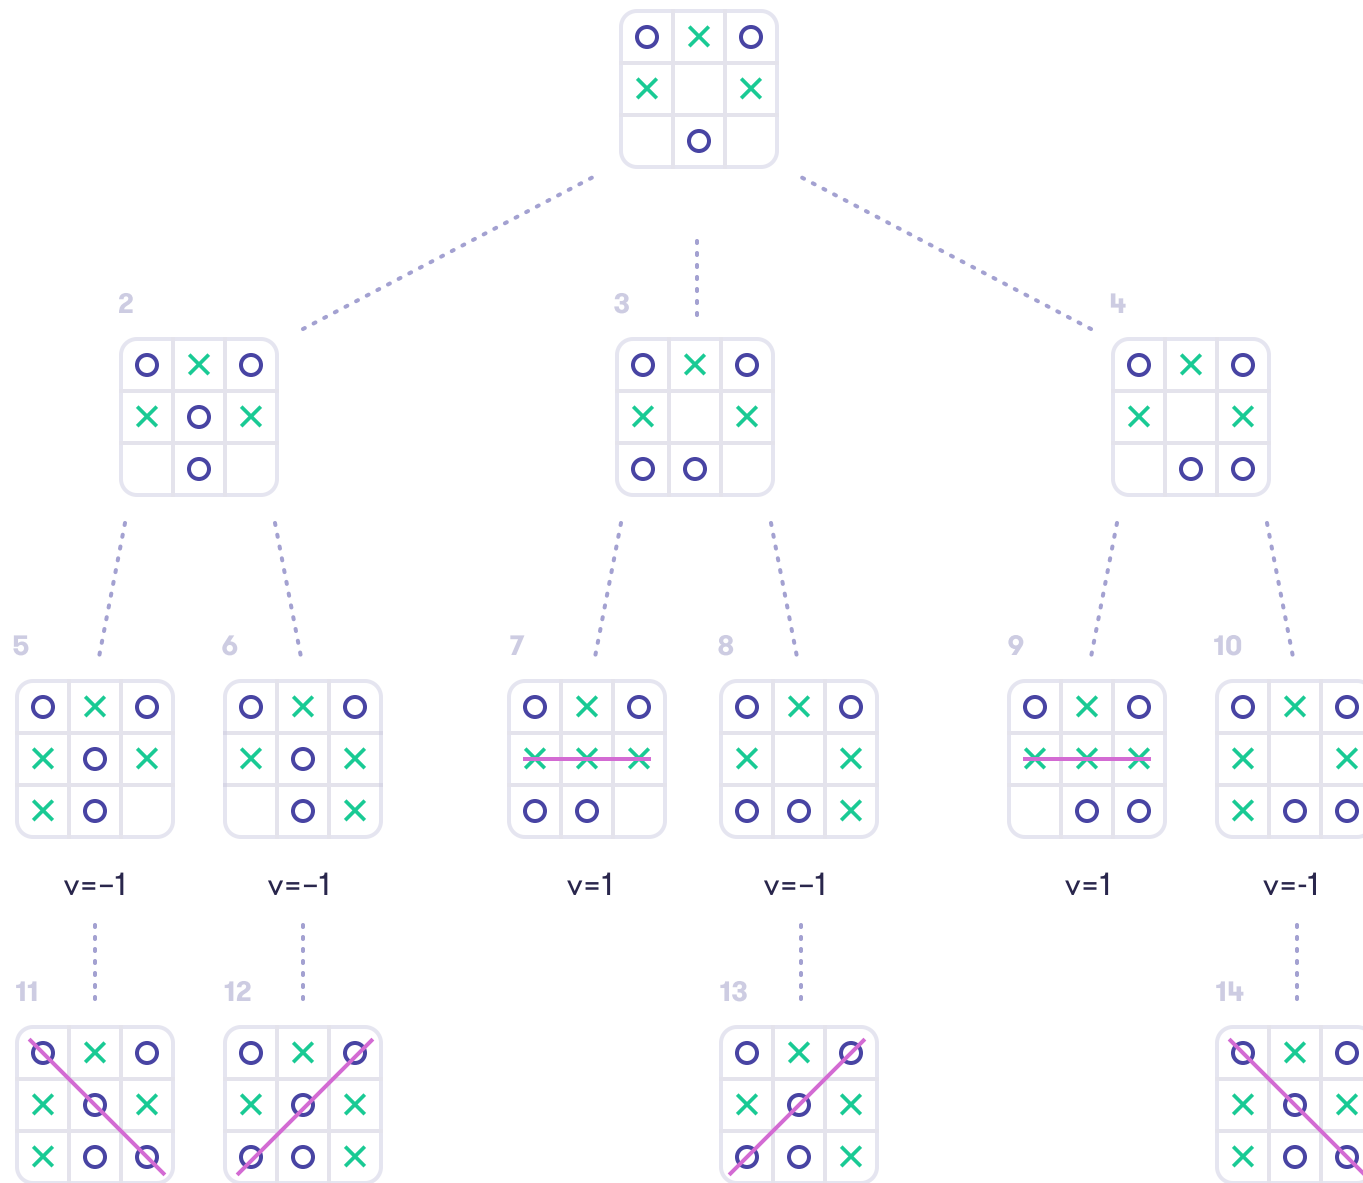 O X O
X X
O
2 3 4
O X O O X O O X O
X O X X X X X
O O O O O
5 6 7 8 9 10
O X O O X O O X O O X O O X O O X O
X O X X O X X X X X X X X X X X
X O O X O O O O X O O X O O
v=−1 v=−1 v=1 v=−1 v=1 v=-1
11 12 13 14
O X O O X O O X O O X O
X O X X O X X O X X O X
X O O O O X O O X X O O